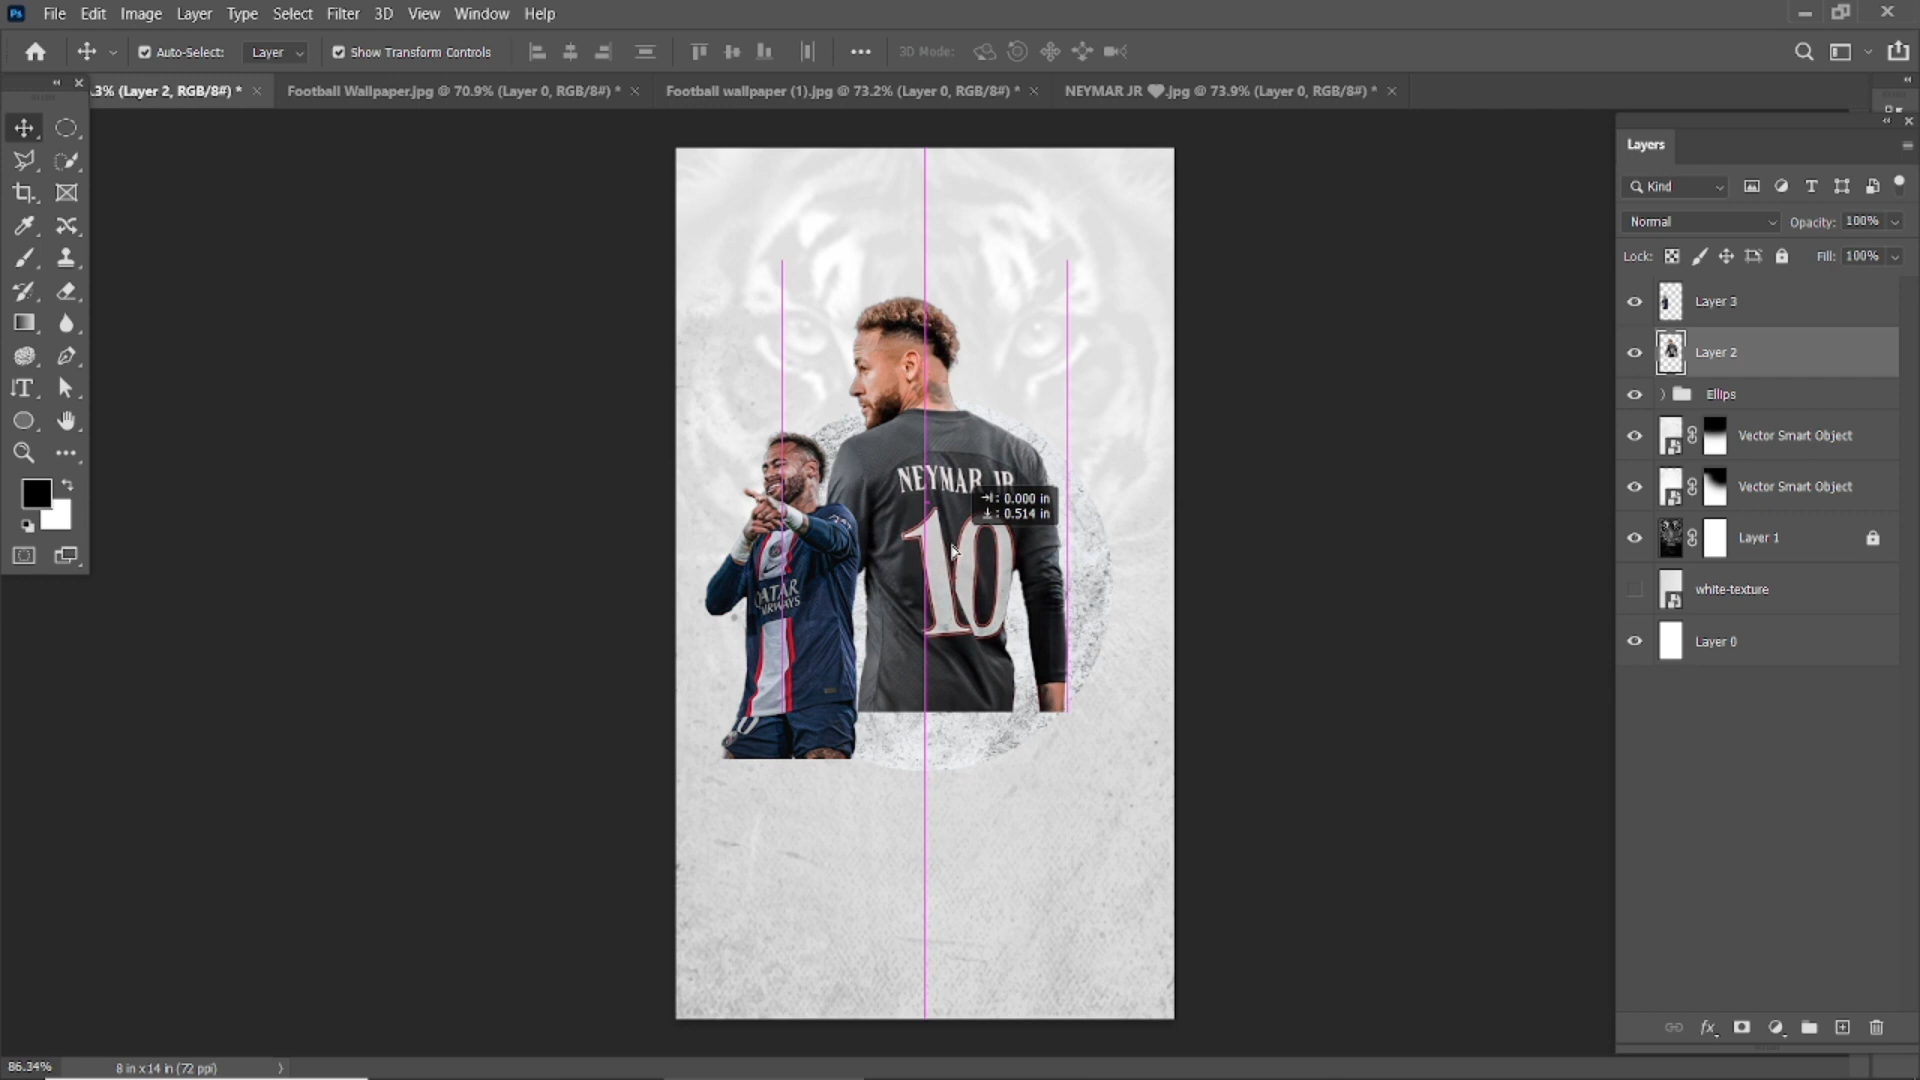 Ps File Edit Image Layer Type Select Filter 3D View Window Help
Auto-Select: Layer Show Transform Controls 3D Mode:
.3% (Layer 2, RGB/8#) * Football Wallpaper.jpg @ 70.9% (Layer 0, RGB/8#) * Football wallpaper (1).jpg @ 73.2% (Layer 0, RGB/8#) * NEYMAR JR 🖤.jpg @ 73.9% (Layer 0, RGB/8#) *
Layers
Kind
Normal Opacity: 100%
Lock: Fill: 100%
Layer 3
Layer 2
Ellips
Vector Smart Object
Vector Smart Object
Layer 1
white-texture
Layer 0
NEYMAR JR
10
: 0.000 in
: 0.514 in
QATAR
AIRWAYS
86.34% 8 in x 14 in (72 ppi)